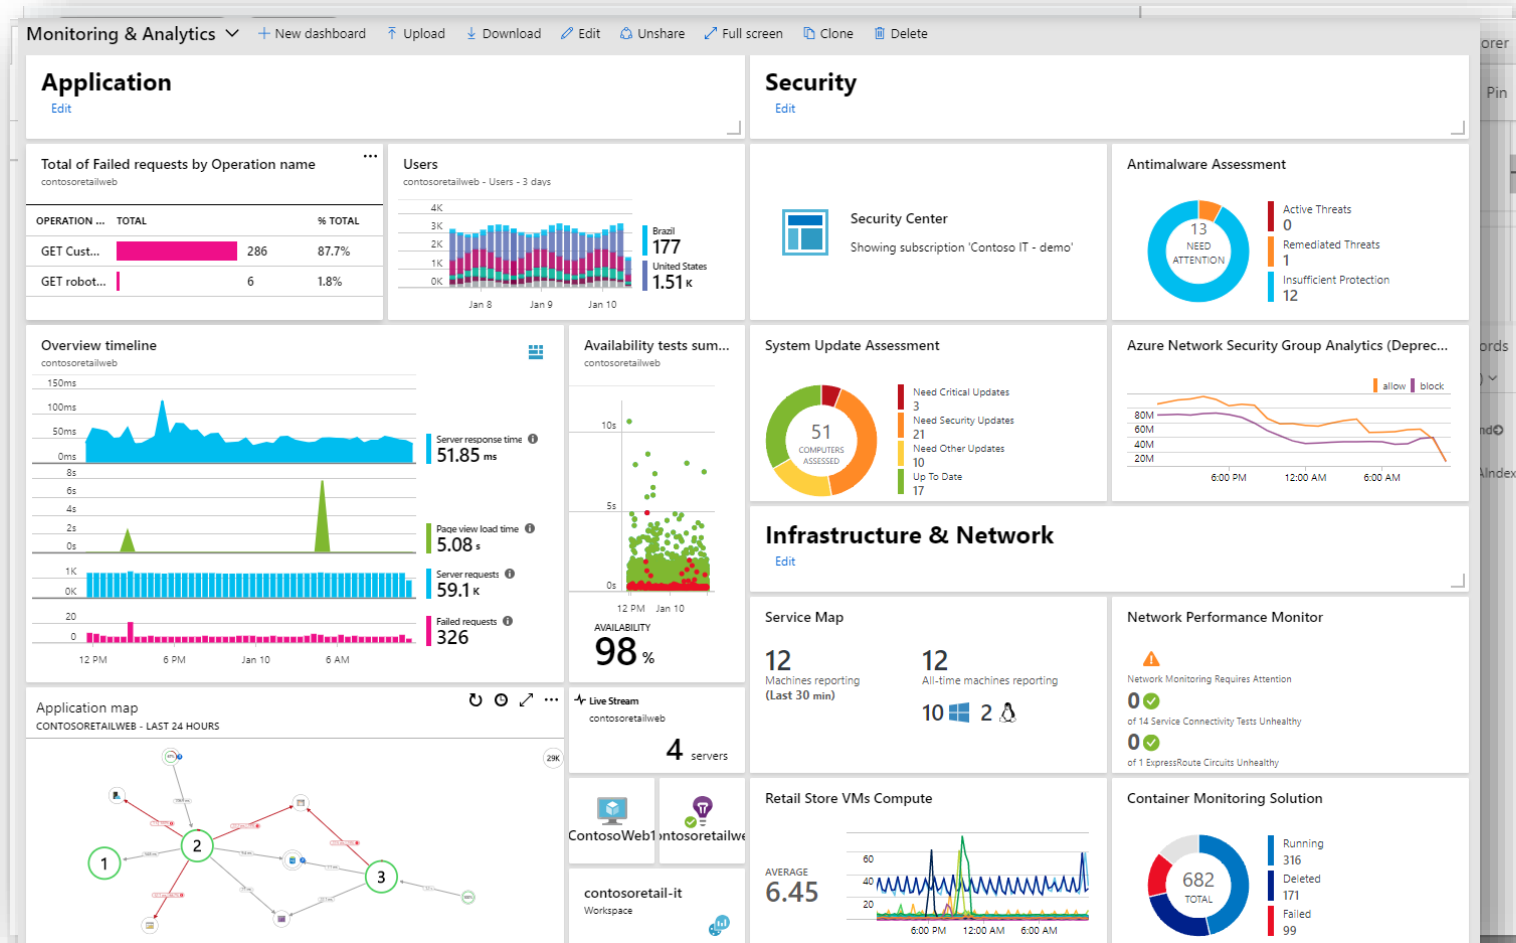 Monitoring & Analytics
New dashboard
Upload
Download
Edit
Unshare
Full screen
Clone
Delete
orer
Pin
Application
Edit
Security
Edit
Total of Failed requests by Operation name
contosoretailweb
OPERATION ... TOTAL % TOTAL
GET Cust... 286 87.7%
GET robot... 6 1.8%
Users
contosoretailweb - Users - 3 days
4K
3K
2K
1K
0K
Jan 8 Jan 9 Jan 10
Brazil
177
United States
1.51 K
Security Center
Showing subscription 'Contoso IT - demo'
Antimalware Assessment
13
NEED
ATTENTION
Active Threats
0
Remediated Threats
1
Insufficient Protection
12
Overview timeline
contosoretailweb
150ms
100ms
50ms
0ms
Server response time
51.85 ms
8s
6s
4s
2s
0s
Page view load time
5.08 s
1K
0K
Server requests
59.1 K
20
0
Failed requests
326
12 PM 6 PM Jan 10 6 AM
Availability tests sum...
contosoretailweb
10s
5s
0s
12 PM Jan 10
AVAILABILITY
98 %
System Update Assessment
51
COMPUTERS
ASSESSED
Need Critical Updates
3
Need Security Updates
21
Need Other Updates
10
Up To Date
17
Azure Network Security Group Analytics (Deprec...
allow block
80M
60M
40M
20M
6:00 PM 12:00 AM 6:00 AM
ords
nd
AIndex
Infrastructure & Network
Edit
Service Map
12
Machines reporting
(Last 30 min)
12
All-time machines reporting
10 2
Network Performance Monitor
Network Monitoring Requires Attention
0
of 14 Service Connectivity Tests Unhealthy
0
of 1 ExpressRoute Circuits Unhealthy
Application map
CONTOSORETAILWEB - LAST 24 HOURS
29K
1
2
3
Live Stream
contosoretailweb
4 servers
ContosoWeb1
ontosoretailwe
contosoretail-it
Workspace
Retail Store VMs Compute
AVERAGE
6.45
60
40
20
6:00 PM 12:00 AM 6:00 AM
Container Monitoring Solution
682
TOTAL
Running
316
Deleted
171
Failed
99